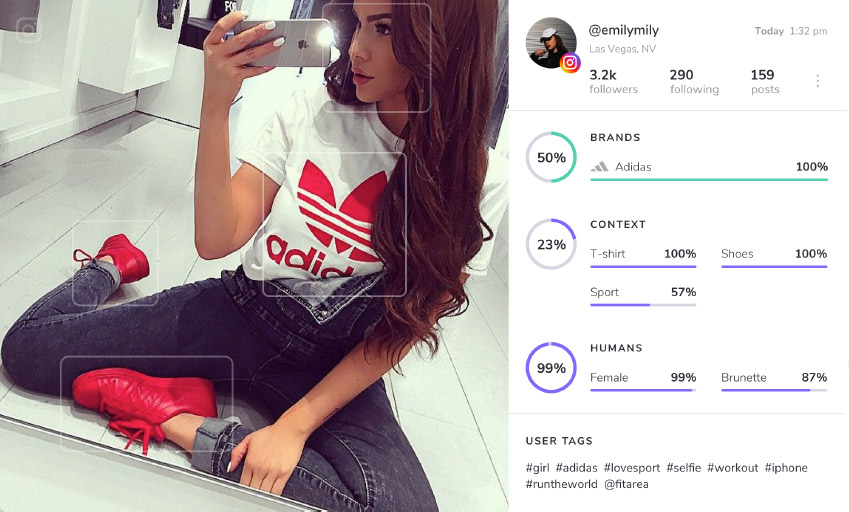 adid
@emilymily
Today 1:32 pm
Las Vegas, NV
3.2k 290 159
followers following posts
BRANDS
50%
Adidas 100%
CONTEXT
23%
T-shirt 100% Shoes 100%
Sport 57%
HUMANS
99%
Female 99% Brunette 87%
USER TAGS
#girl #adidas #lovesport #selfie #workout #iphone
#runtheworld @fitarea